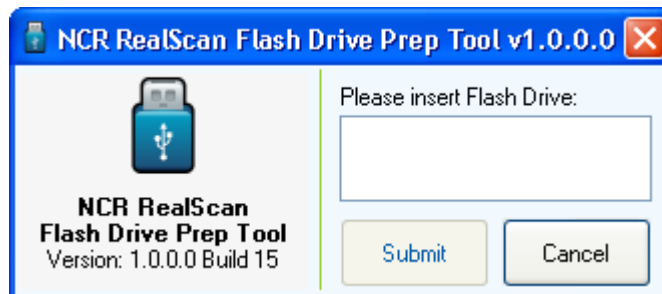 NCR RealScan Flash Drive Prep Tool v1.0.0.0
Please insert Flash Drive:
NCR RealScan
Flash Drive Prep Tool
Version: 1.0.0.0 Build 15
Submit
Cancel